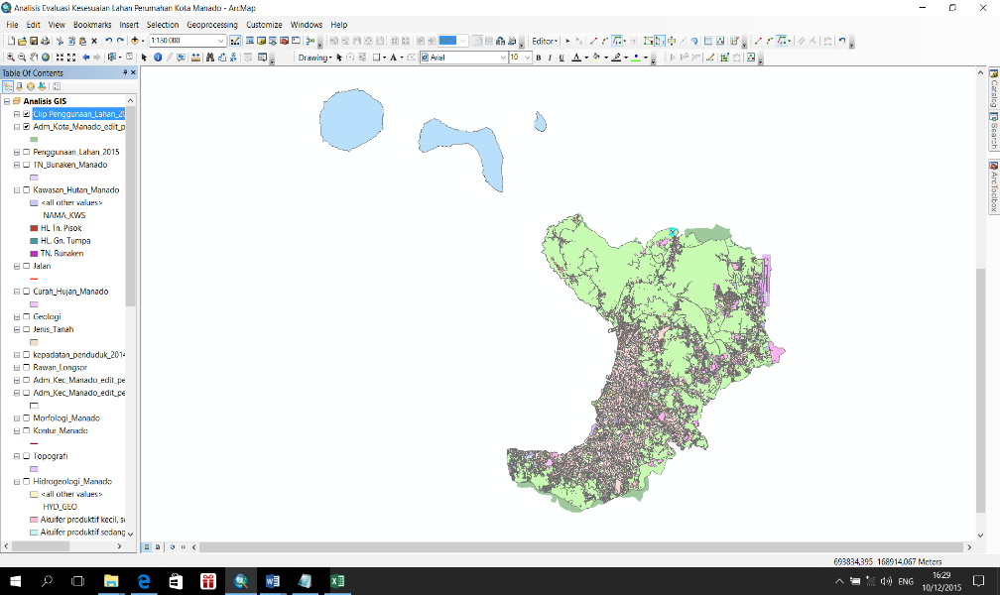 Analisis Evaluasi Kesesuaian Lahan Perumahan Kota Manado - ArcMap
File Edit View Bookmarks Insert Selection Geoprocessing Customize Windows Help
1:150.000
Editor
Drawing
Arial
10
B I U A
Table Of Contents
Analisis GIS
Clip Penggunaan_Lahan_20
Adm_Kota_Manado_edit_p
Penggunaan_Lahan_2015
TN_Bunaken_Manado
Kawasan_Hutan_Manado
<all other values>
NAMA_KWS
HL Tn. Pisok
HL. Gn. Tumpa
TN. Bunaken
Jalan
Curah_Hujan_Manado
Geologi
Jenis_Tanah
kepadatan_penduduk_2014
Rawan_Longsor
Adm_Kec_Manado_edit_pe
Adm_Kec_Manado_edit_pe
Morfologi_Manado
Kontur_Manado
Topografi
Hidrogeologi_Manado
<all other values>
HYD_GEO
Akuifer produktif kecil, se
Akuifer produktif sedang
Catalog
Search
ArcToolbox
693834,395 168914,067 Meters
ENG
16:29
10/12/2015